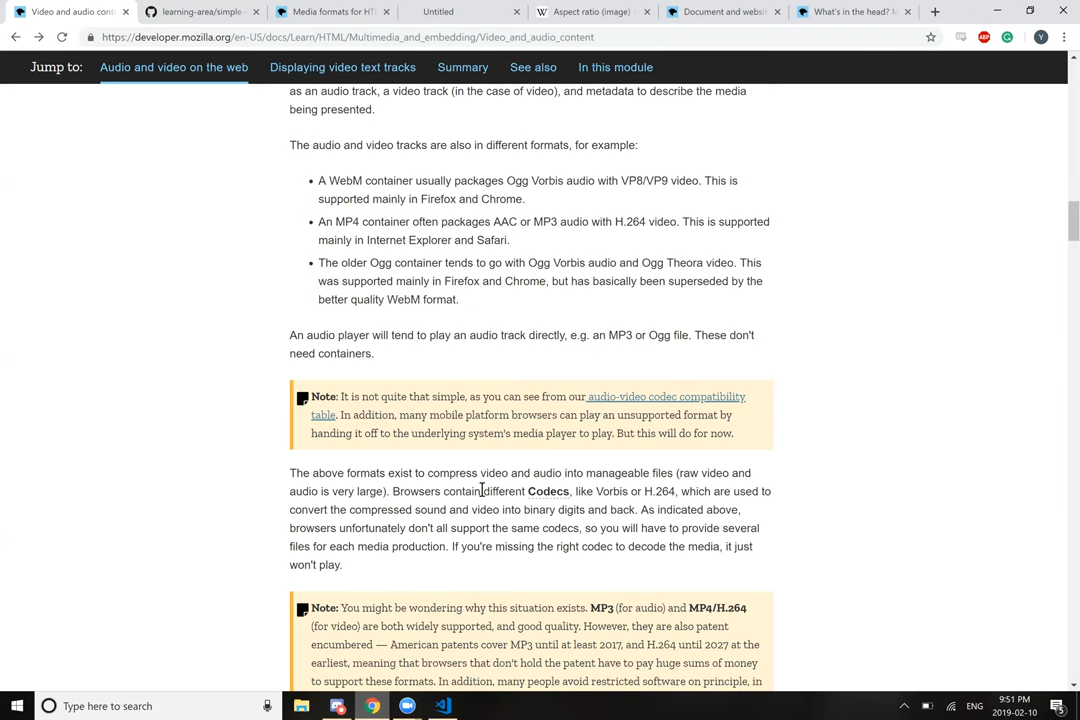 Video and audio cont
learning-area/simple-
Media formats for HT
Untitled
W Aspect ratio (image) -
Document and websi
What's in the head? M
https://developer.mozilla.org/en-US/docs/Learn/HTML/Multimedia_and_embedding/Video_and_audio_content
ABP
Y
Jump to: Audio and video on the web Displaying video text tracks Summary See also In this module
as an audio track, a video track (in the case of video), and metadata to describe the media
being presented.
The audio and video tracks are also in different formats, for example:
• A WebM container usually packages Ogg Vorbis audio with VP8/VP9 video. This is
supported mainly in Firefox and Chrome.
• An MP4 container often packages AAC or MP3 audio with H.264 video. This is supported
mainly in Internet Explorer and Safari.
• The older Ogg container tends to go with Ogg Vorbis audio and Ogg Theora video. This
was supported mainly in Firefox and Chrome, but has basically been superseded by the
better quality WebM format.
An audio player will tend to play an audio track directly, e.g. an MP3 or Ogg file. These don't
need containers.
Note: It is not quite that simple, as you can see from our audio-video codec compatibility
table. In addition, many mobile platform browsers can play an unsupported format by
handing it off to the underlying system's media player to play. But this will do for now.
The above formats exist to compress video and audio into manageable files (raw video and
audio is very large). Browsers contain different Codecs, like Vorbis or H.264, which are used to
convert the compressed sound and video into binary digits and back. As indicated above,
browsers unfortunately don't all support the same codecs, so you will have to provide several
files for each media production. If you're missing the right codec to decode the media, it just
won't play.
Note: You might be wondering why this situation exists. MP3 (for audio) and MP4/H.264
(for video) are both widely supported, and good quality. However, they are also patent
encumbered — American patents cover MP3 until at least 2017, and H.264 until 2027 at the
earliest, meaning that browsers that don't hold the patent have to pay huge sums of money
to support these formats. In addition, many people avoid restricted software on principle, in
Type here to search
ENG
9:51 PM
2019-02-10
5